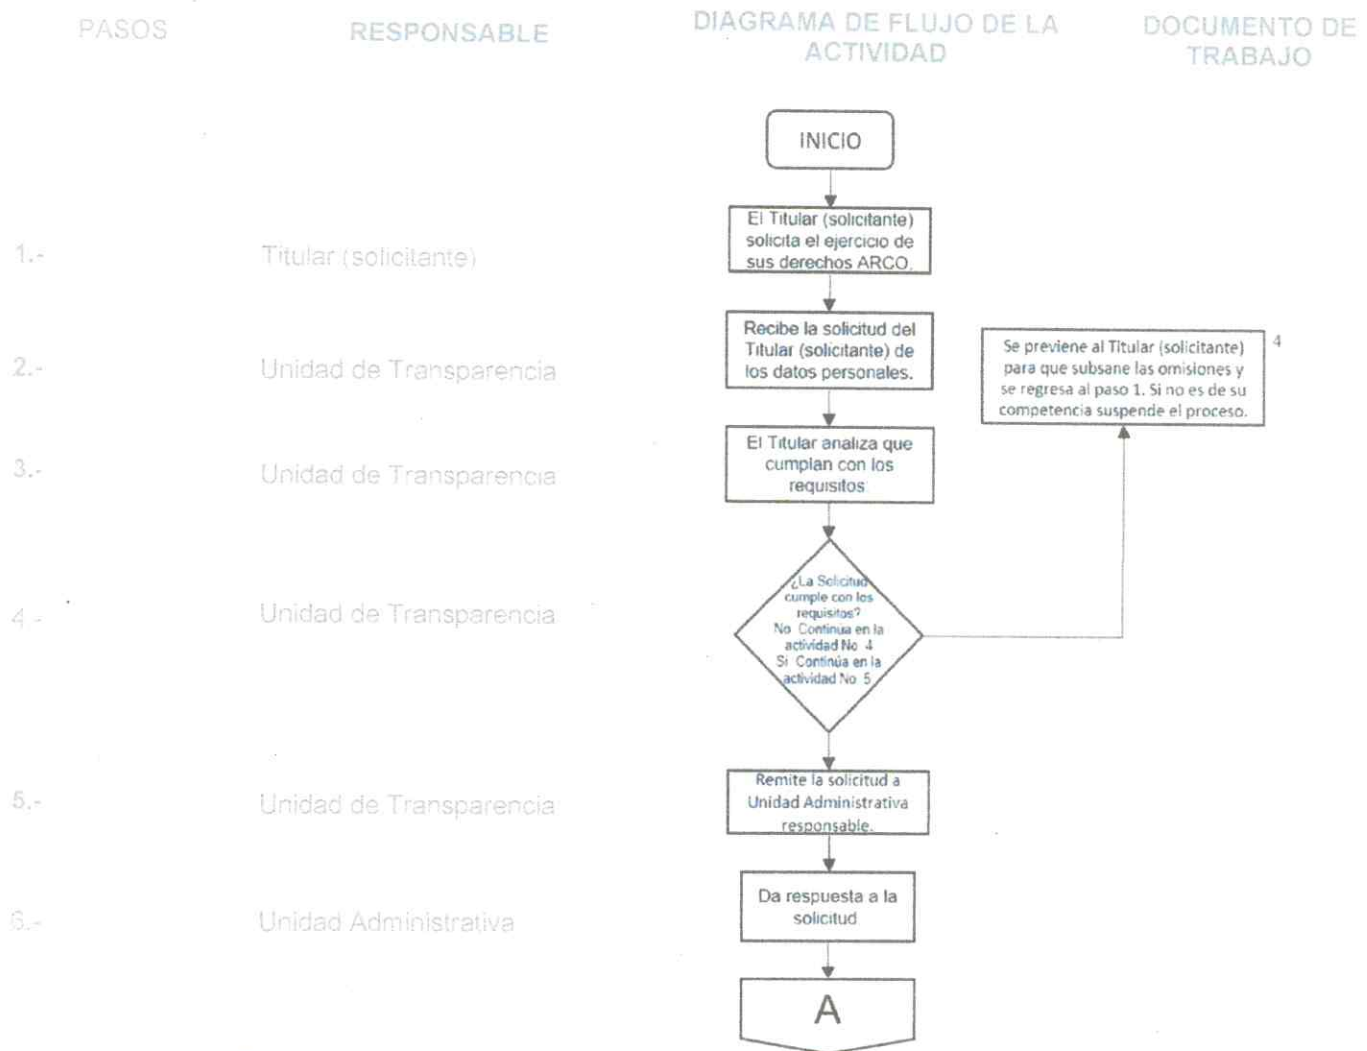 PASOS
RESPONSABLE
DIAGRAMA DE FLUJO DE LA
ACTIVIDAD
DOCUMENTO DE
TRABAJO
INICIO
1.-
Titular (solicitante)
El Titular (solicitante)
solicita el ejercicio de
sus derechos ARCO.
2.-
Unidad de Transparencia
Recibe la solicitud del
Titular (solicitante) de
los datos personales.
Se previene al Titular (solicitante)
para que subsane las omisiones y
se regresa al paso 1. Si no es de su
competencia suspende el proceso.
4
3.-
Unidad de Transparencia
El Titular analiza que
cumplan con los
requisitos
4.-
Unidad de Transparencia
¿La Solicitud
cumple con los
requisitos?
No Continúa en la
actividad No 4
Si Continúa en la
actividad No 5
5.-
Unidad de Transparencia
Remite la solicitud a
Unidad Administrativa
responsable.
6.-
Unidad Administrativa
Da respuesta a la
solicitud
A